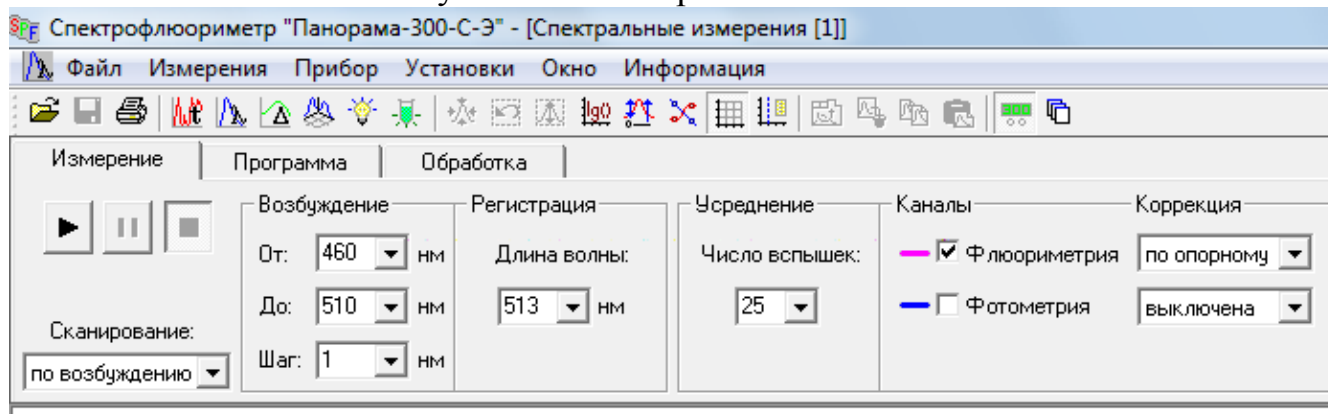 Спектрофлюориметр "Панорама-300-С-Э" - [Спектральные измерения [1]]
Файл Измерения Прибор Установки Окно Информация
lgo
Измерение Программа Обработка
Возбуждение Регистрация Усреднение Каналы Коррекция
От: 460 нм Длина волны: Число вспышек: Флюориметрия по опорному
До: 510 нм 513 нм 25 Фотометрия выключена
Сканирование:
Шаг: 1 нм
по возбуждению